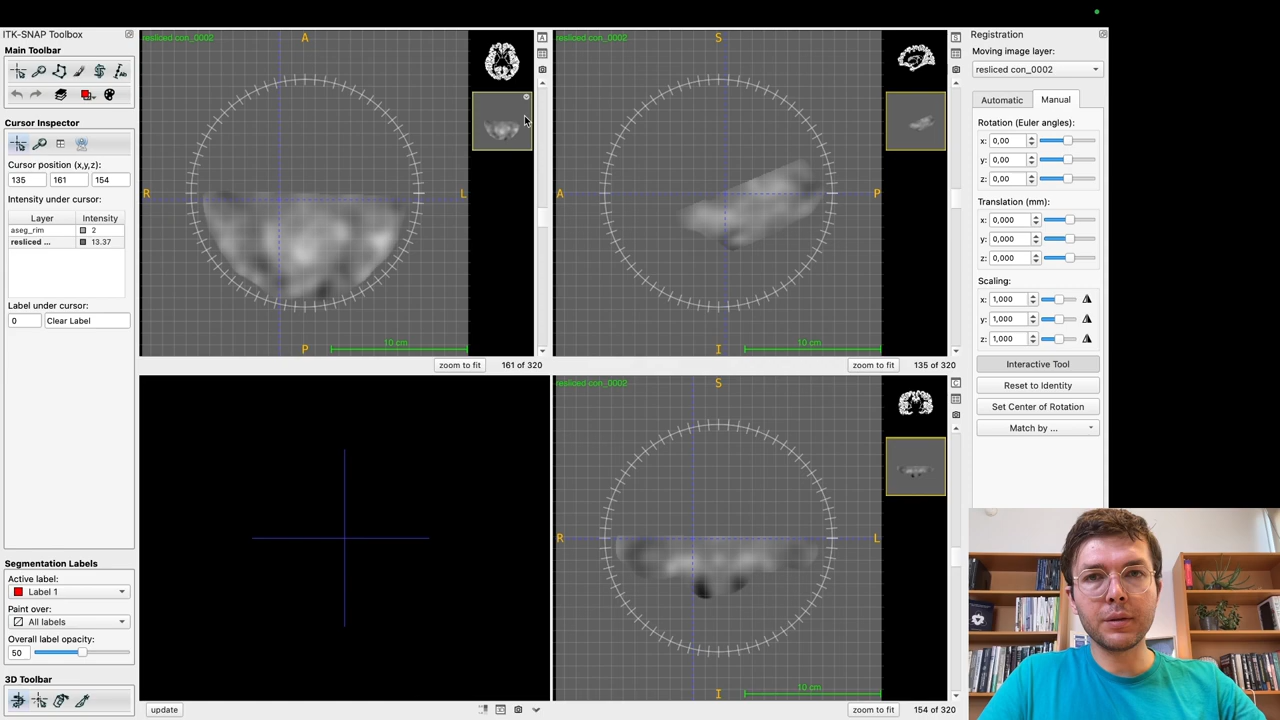 ITK-SNAP Toolbox
Main Toolbar
Cursor Inspector
Cursor position (x,y,z):
135 161 154
Intensity under cursor:
Layer Intensity
aseg_rim 2
resliced ... 13.37
Label under cursor:
0 Clear Label
Segmentation Labels
Active label:
Label 1
Paint over:
All labels
Overall label opacity:
50
3D Toolbar
resliced con_0002
A
R
L
P
10 cm
A
zoom to fit 161 of 320
resliced con_0002
S
A
P
I
10 cm
S
zoom to fit 135 of 320
update
resliced con_0002
S
R
L
I
10 cm
C
zoom to fit 154 of 320
Registration
Moving image layer:
resliced con_0002
Automatic Manual
Rotation (Euler angles):
x: 0,00
y: 0,00
z: 0,00
Translation (mm):
x: 0,000
y: 0,000
z: 0,000
Scaling:
x: 1,000
y: 1,000
z: 1,000
Interactive Tool
Reset to Identity
Set Center of Rotation
Match by ...